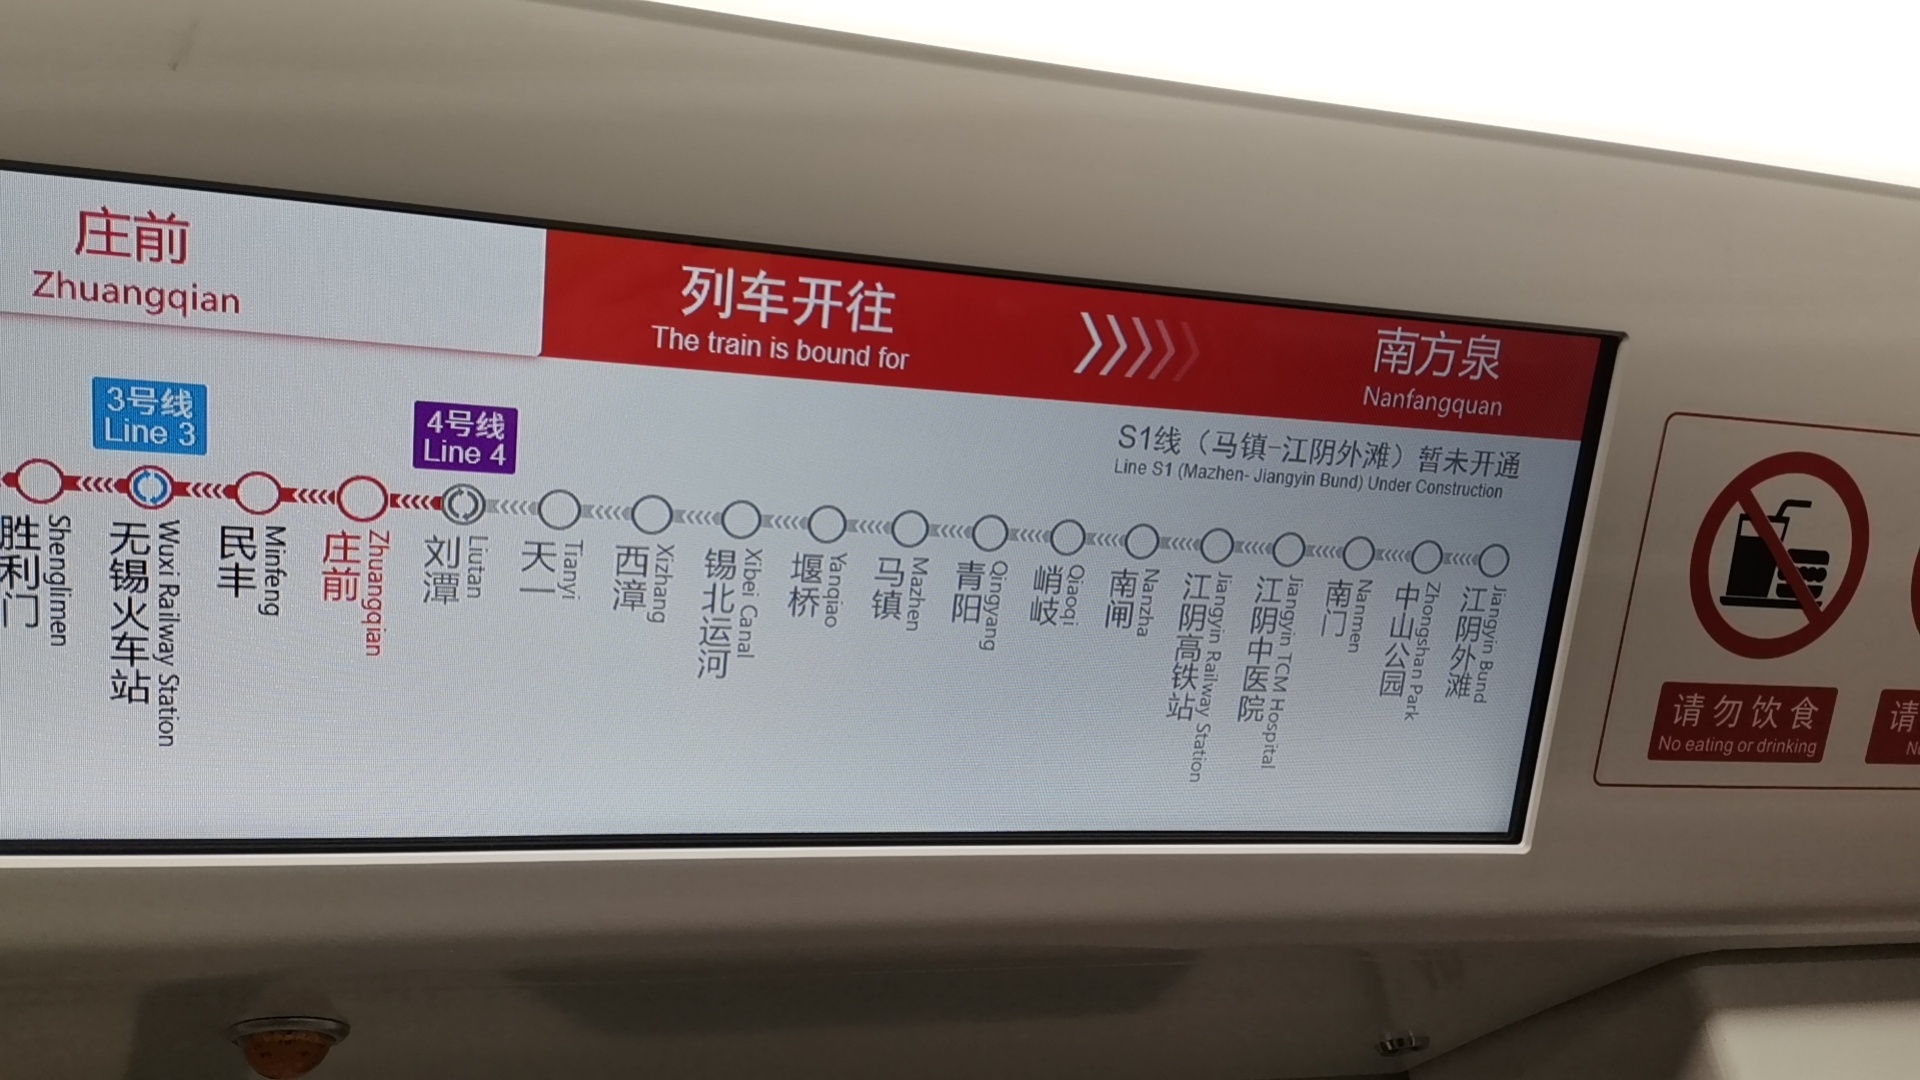 庄前
Zhuangqian
列车开往
The train is bound for
南方泉
Nanfangquan
S1线（马镇-江阴外滩）暂未开通
Line S1 (Mazhen- Jiangyin Bund) Under Construction
3号线
Line 3
4号线
Line 4
胜利门
Shenglimen
无锡火车站
Wuxi Railway Station
民丰
Minfeng
庄前
Zhuangqian
刘潭
Liutan
天一
Tianyi
西漳
Xizhang
锡北运河
Xibei Canal
堰桥
Yanqiao
马镇
Mazhen
青阳
Qingyang
峭岐
Qiaoqi
南闸
Nanzha
江阴高铁站
Jiangyin Railway Station
江阴中医院
Jiangyin TCM Hospital
南门
Nanmen
中山公园
Zhongshan Park
江阴外滩
Jiangyin Bund
请勿饮食
No eating or drinking
请